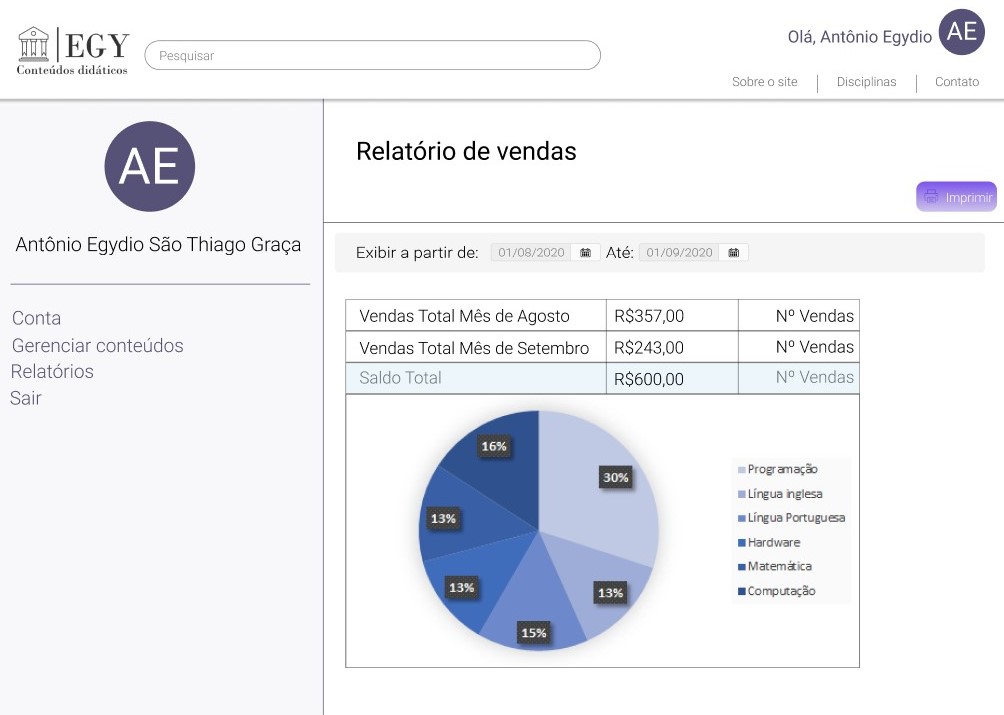 EGY
Conteúdos didáticos
Pesquisar
Olá, Antônio Egydio
AE
Sobre o site
Disciplinas
Contato
AE
Antônio Egydio São Thiago Graça
Conta
Gerenciar conteúdos
Relatórios
Sair
Relatório de vendas
Imprimir
Exibir a partir de: 01/08/2020 Até: 01/09/2020
Vendas Total Mês de Agosto R$357,00 Nº Vendas
Vendas Total Mês de Setembro R$243,00 Nº Vendas
Saldo Total R$600,00 Nº Vendas
16%
30%
13%
13%
13%
15%
Programação
Língua inglesa
Língua Portuguesa
Hardware
Matemática
Computação